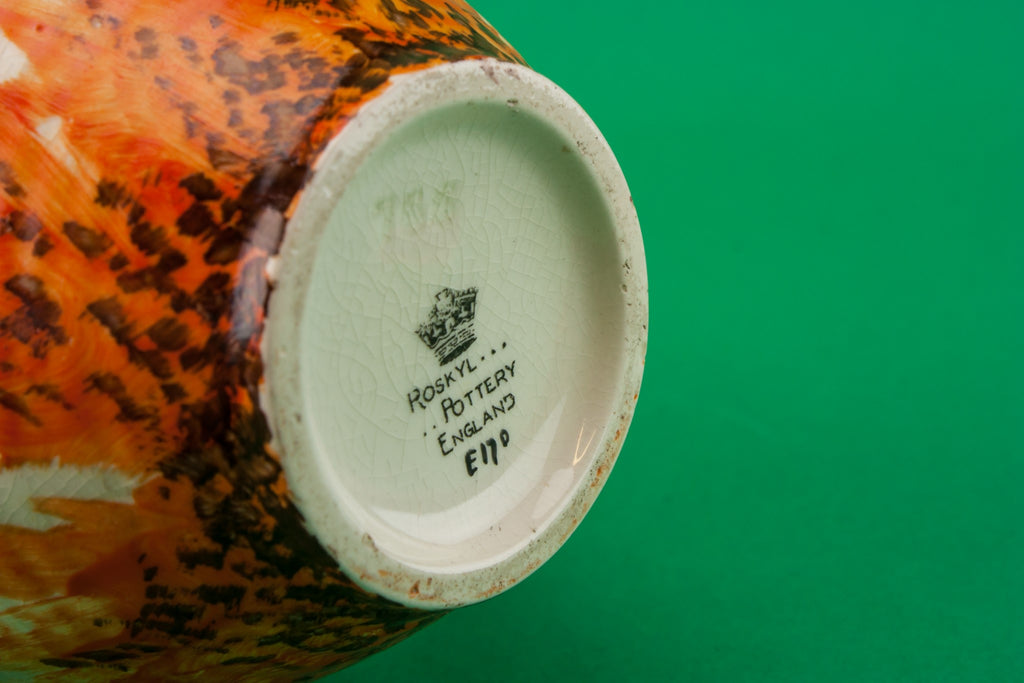 ROSKYL...
..POTTERY
ENGLAND
E170